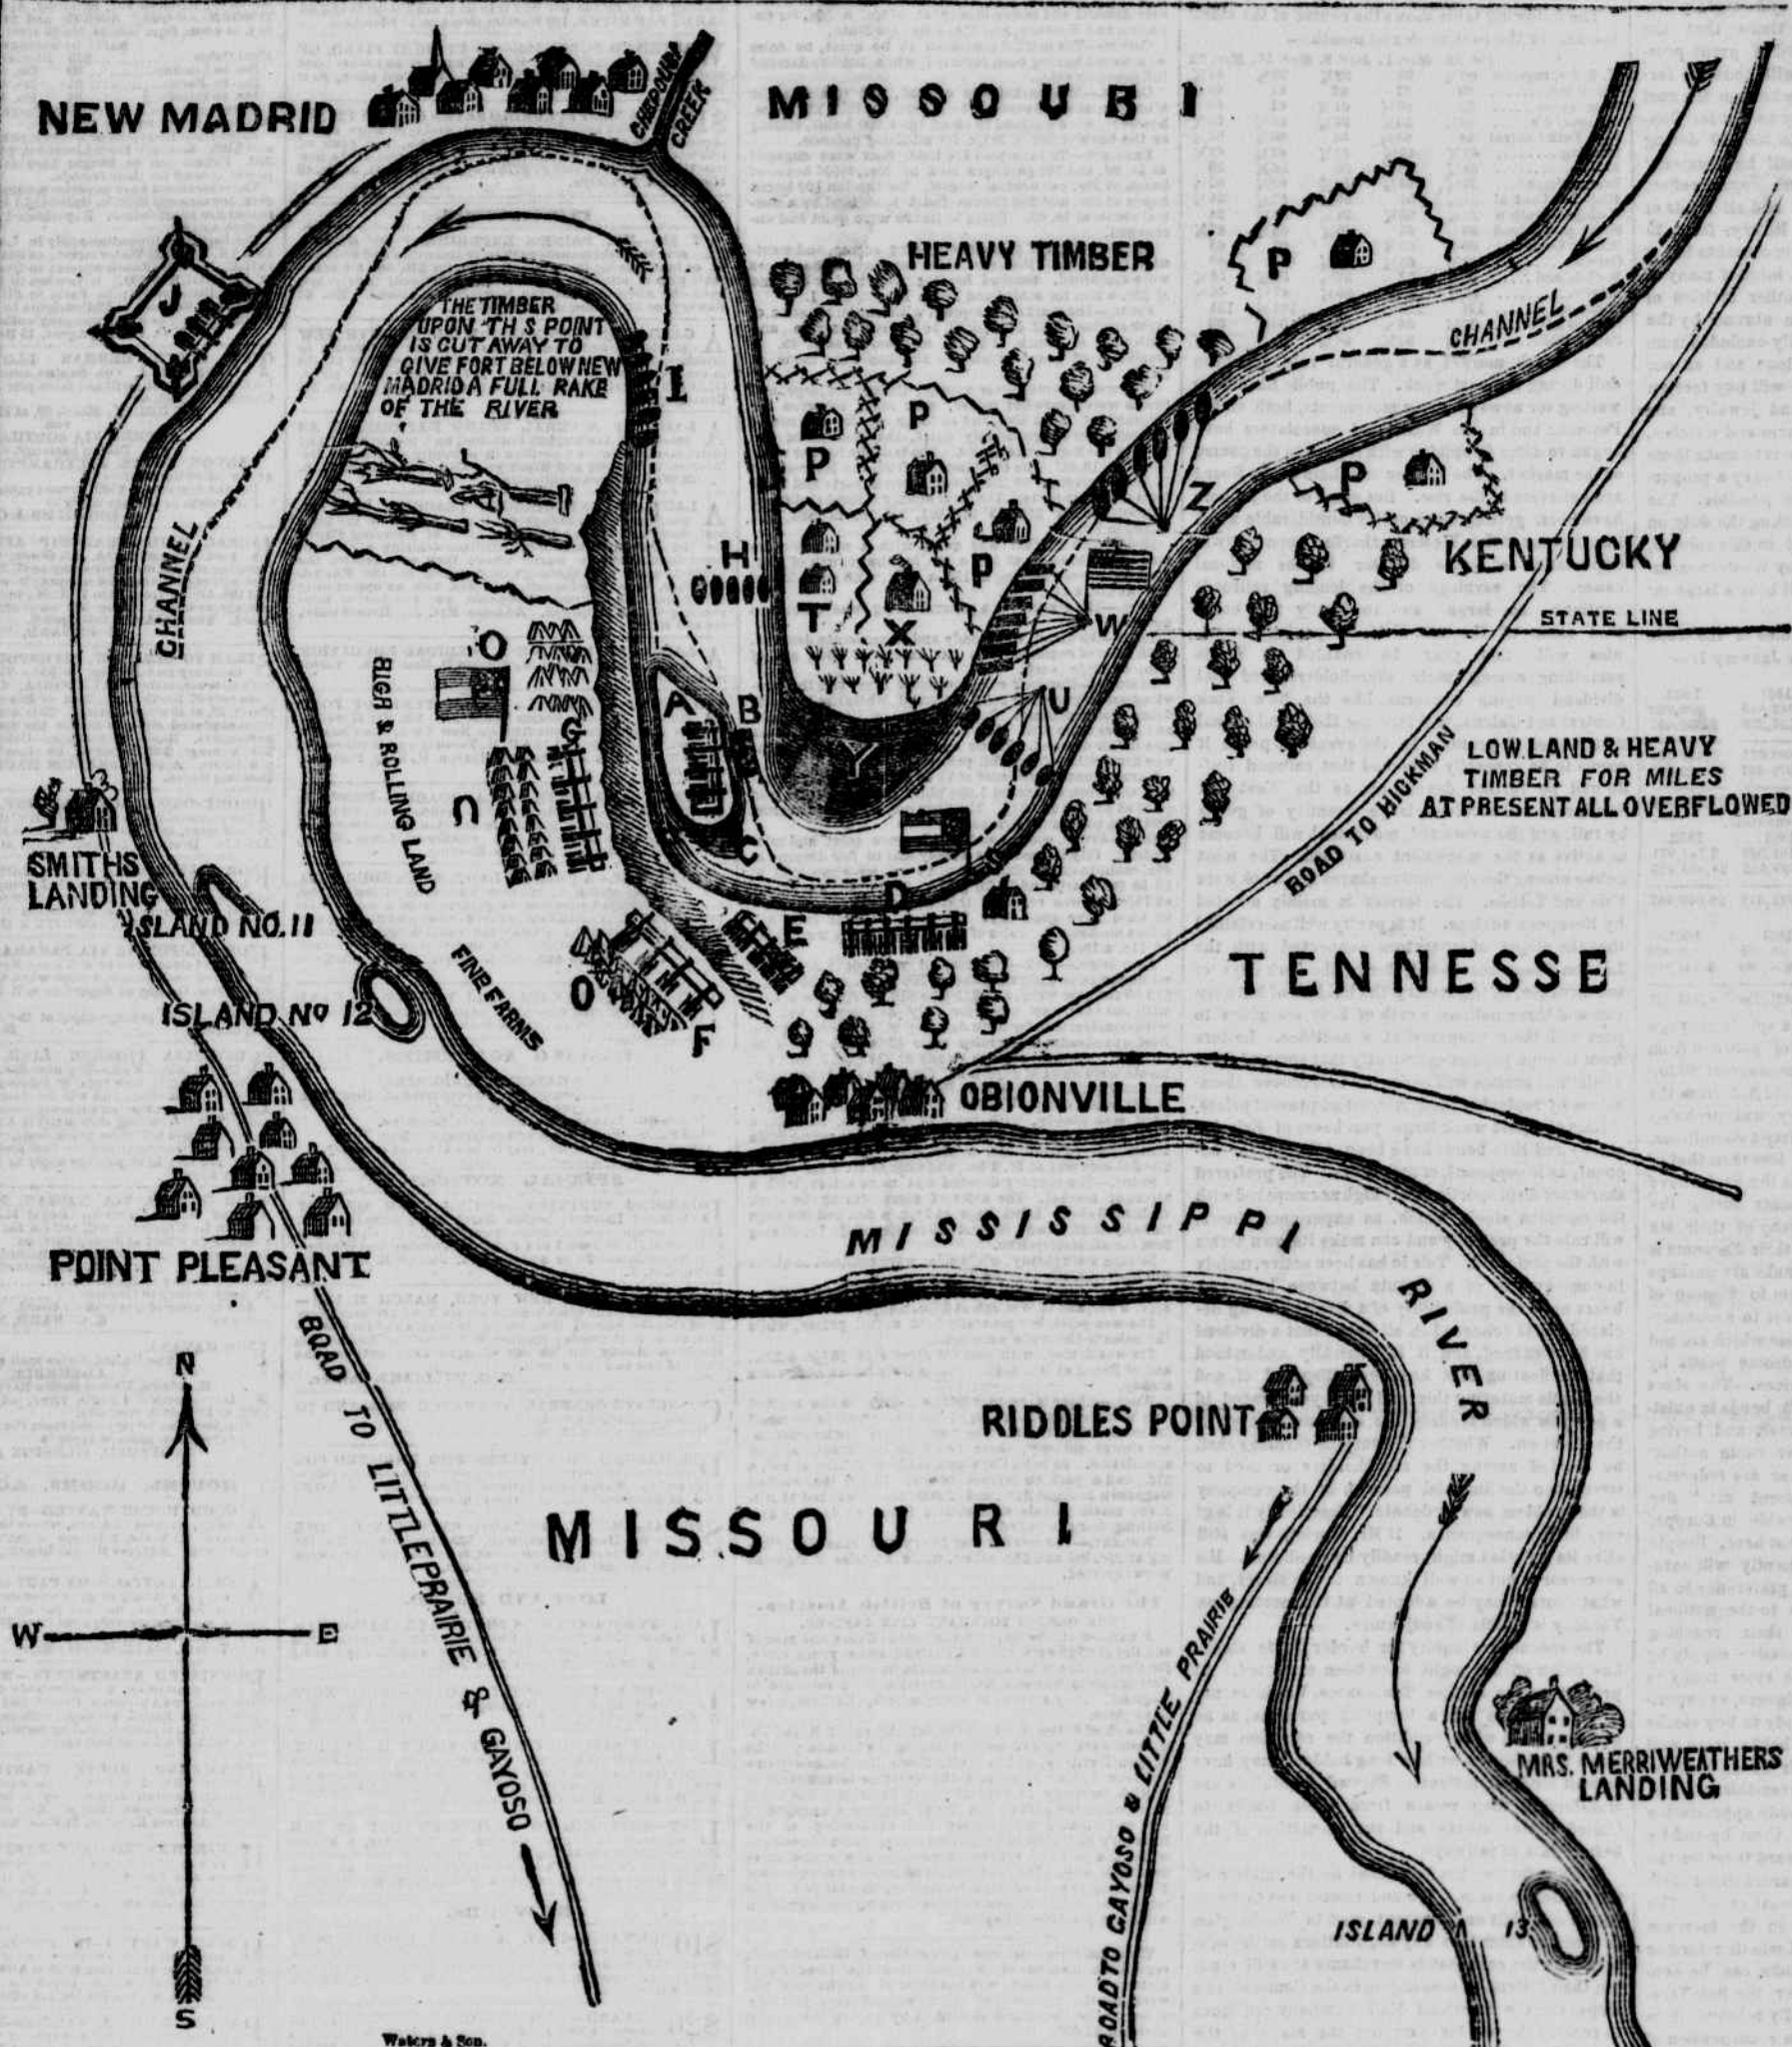 NEW MADRID
CHEPOUSA CREEK
MISSOURI
HEAVY TIMBER
P
CHANNEL
J
THE TIMBER
UPON TH S POINT
IS CUT AWAY TO
GIVE FORT BELOW NEW
MADRID A FULL RAKE
OF THE RIVER
I
P
P
P
Z
P
KENTUCKY
CHANNEL
H
T
X
W
STATE LINE
O
HIGH & ROLLING LAND
A
B
U
Y
G
C
LOW LAND & HEAVY
TIMBER FOR MILES
AT PRESENT ALL OVERFLOWED
ROAD TO HICKMAN
SMITHS
LANDING
ISLAND NO. 11
D
E
TENNESSE
FINE FARMS
O
F
ISLAND No 12
OBIONVILLE
POINT PLEASANT
MISSISSIPPI RIVER
N
ROAD TO LITTLE PRAIRIE & GAYOSO
RIDDLES POINT
MISSOURI
W
E
ROAD TO GAYOSO & LITTLE PRAIRIE
MRS. MERRIWEATHERS
LANDING
ISLAND N 13
S
Waters & Son.